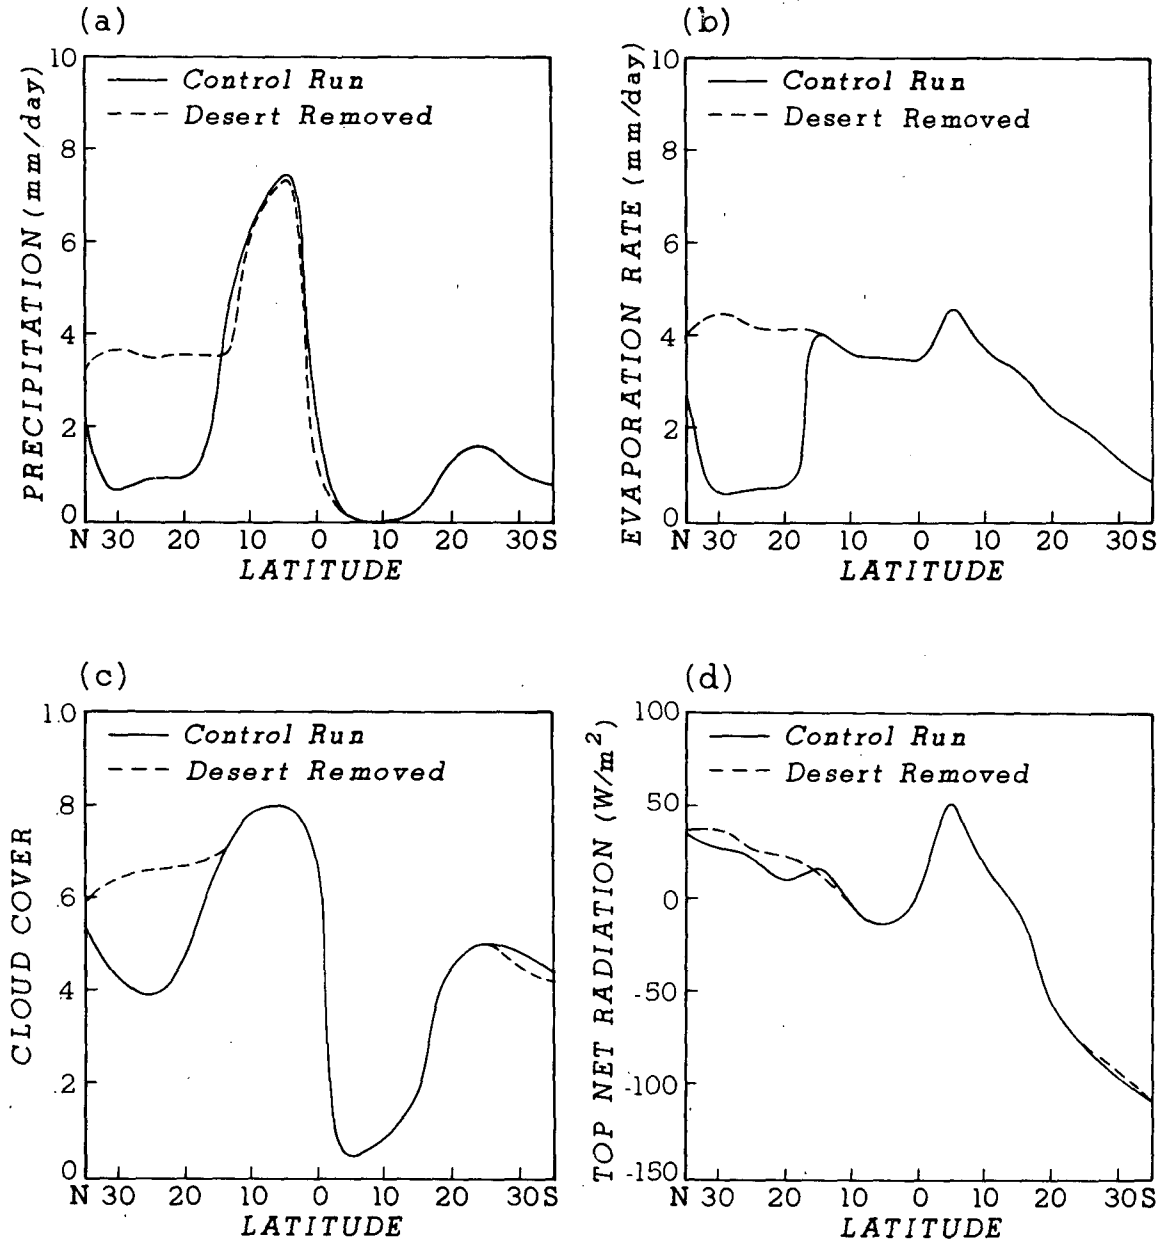 (a)
10
8
6
4
2
0
PRECIPITATION (mm/day)
Control Run
Desert Removed
N 30 20 10 0 10 20 30S
LATITUDE
(b)
10
8
6
4
2
0
EVAPORATION RATE (mm/day)
Control Run
Desert Removed
N 30 20 10 0 10 20 30S
LATITUDE
(c)
1.0
.8
.6
.4
.2
0
CLOUD COVER
Control Run
Desert Removed
N 30 20 10 0 10 20 30S
LATITUDE
(d)
100
50
0
-50
-100
-150
TOP NET RADIATION (W/m²)
Control Run
Desert Removed
N 30 20 10 0 10 20 30S
LATITUDE